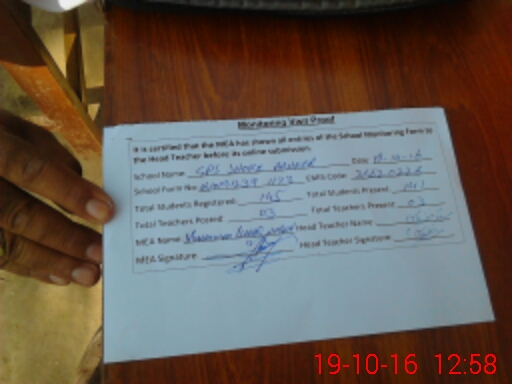 Monitoring Visit Proof
It is certified that the MEA has shown all entries of the School Monitoring Form to
the Head Teacher before its online submission.
School Name: GPS Date: 19-10-16
School Form No: EMIS Code:
Total Students Registered: 145 Total Students Present: 141
Total Teachers Posted: 03 Total Teachers Present: 03
MEA Name: Head Teacher Name:
MEA Signature: Head Teacher Signature:
19-10-16 12:58